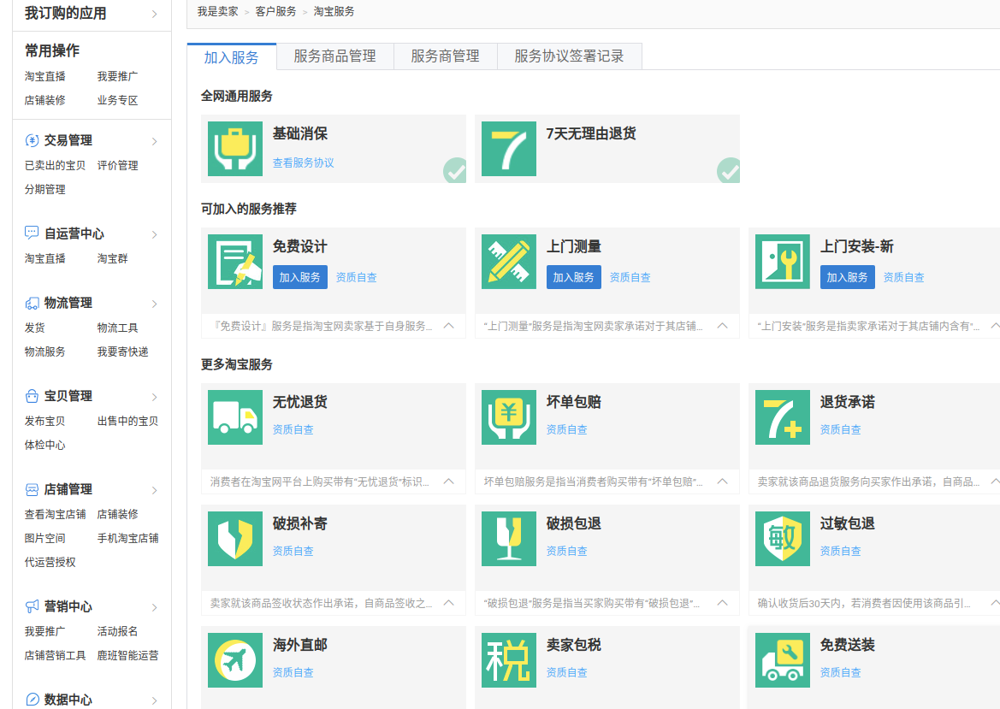 我订购的应用
常用操作
淘宝直播 我要推广
店铺装修 业务专区
交易管理
已卖出的宝贝 评价管理
分期管理
自运营中心
淘宝直播 淘宝群
物流管理
发货 物流工具
物流服务 我要寄快递
宝贝管理
发布宝贝 出售中的宝贝
体检中心
店铺管理
查看淘宝店铺 店铺装修
图片空间 手机淘宝店铺
代运营授权
营销中心
我要推广 活动报名
店铺营销工具 鹿班智能运营
数据中心
我是卖家 > 客户服务 > 淘宝服务
加入服务 服务商品管理 服务商管理 服务协议签署记录
全网通用服务
基础消保
查看服务协议
7
7天无理由退货
可加入的服务推荐
免费设计
加入服务 资质自查
『免费设计』服务是指淘宝网卖家基于自身服务...
上门测量
加入服务 资质自查
"上门测量"服务是指淘宝网卖家承诺对于其店铺...
上门安装-新
加入服务 资质自查
"上门安装"服务是指卖家承诺对于其店铺内含有"...
更多淘宝服务
无忧退货
资质自查
消费者在淘宝网平台上购买带有"无忧退货"标识...
¥
坏单包赔
资质自查
坏单包赔服务是指当消费者购买带有"坏单包赔"...
7+
退货承诺
资质自查
卖家就该商品退货服务向买家作出承诺，自商品...
破损补寄
资质自查
卖家就该商品签收状态作出承诺，自商品签收之...
破损包退
资质自查
"破损包退"服务是指当买家购买带有"破损包退"...
敏
过敏包退
资质自查
确认收货后30天内，若消费者因使用该商品引...
海外直邮
资质自查
税
卖家包税
资质自查
免费送装
资质自查